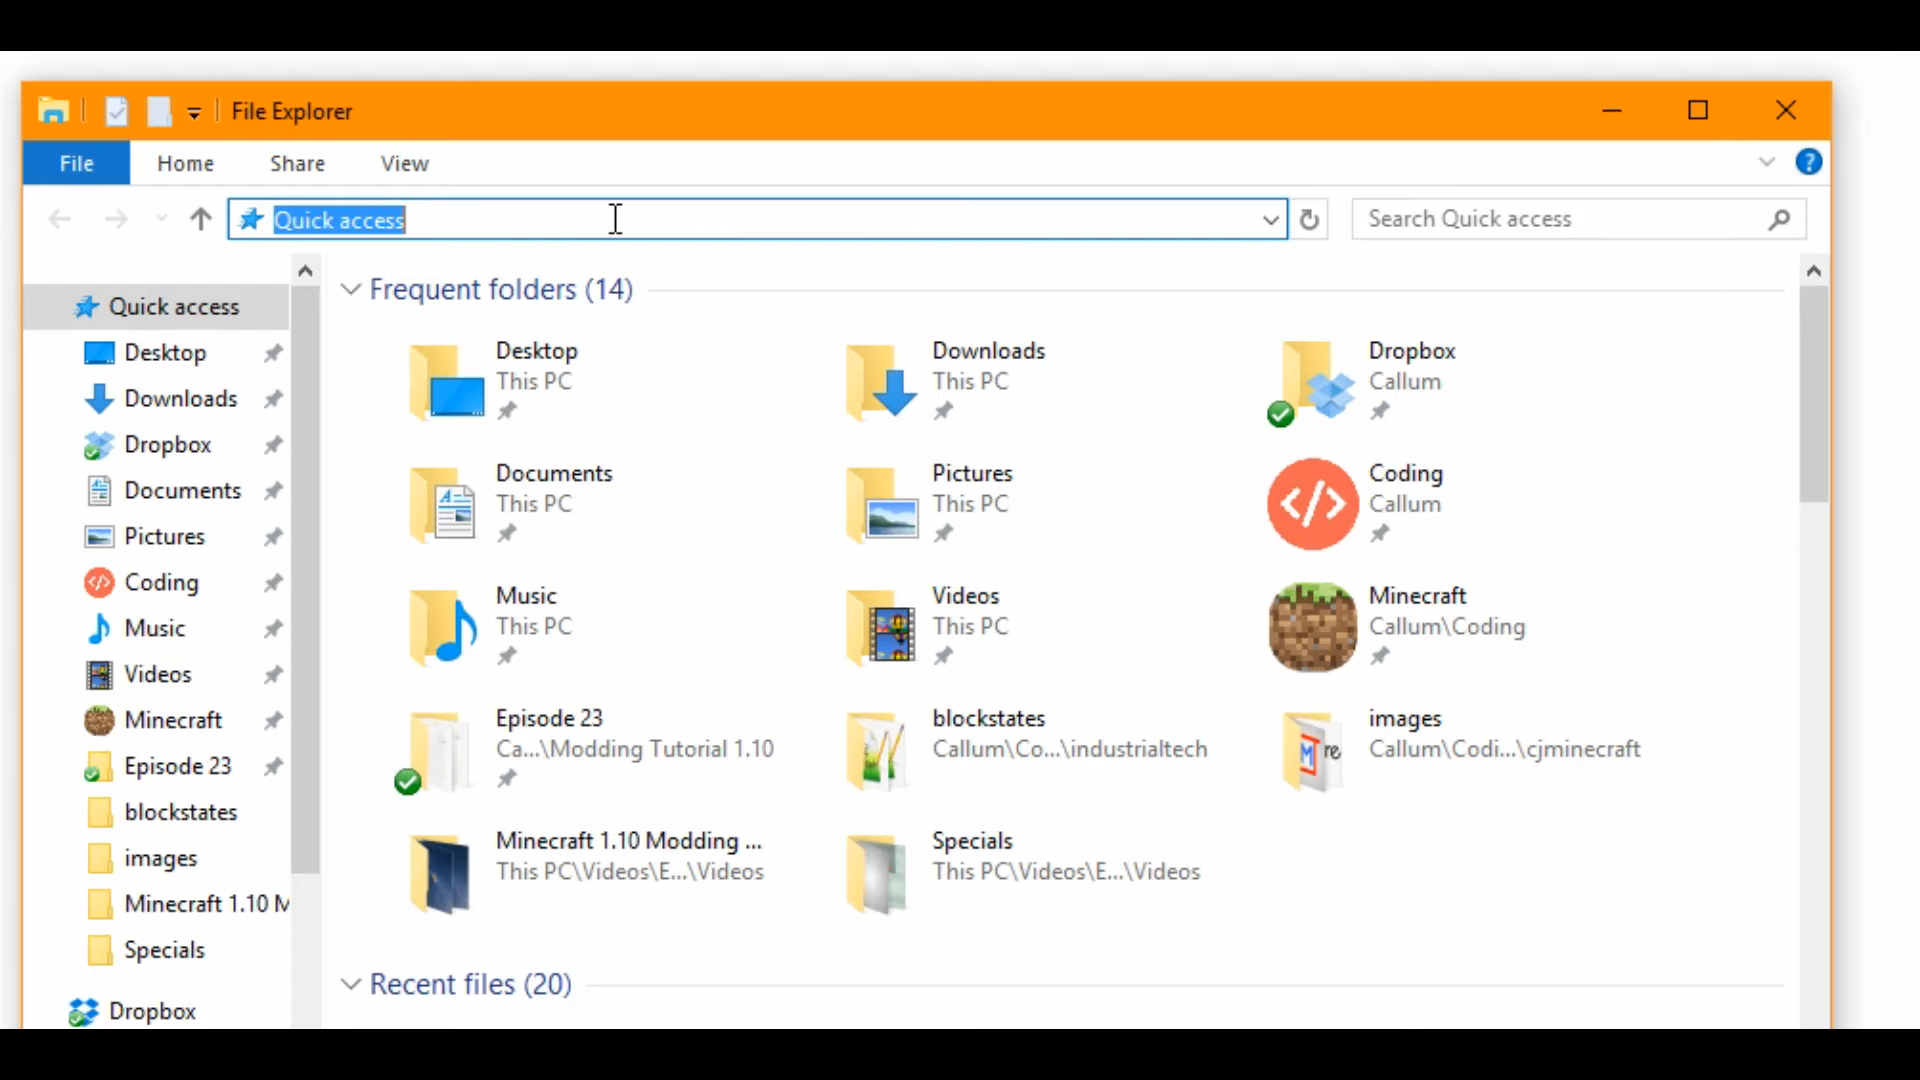 File Explorer
File Home Share View
Quick access
Search Quick access
Quick access
Desktop
Downloads
Dropbox
Documents
Pictures
Coding
Music
Videos
Minecraft
Episode 23
blockstates
images
Minecraft 1.10 M
Specials
Dropbox
Frequent folders (14)
Desktop
This PC
Downloads
This PC
Dropbox
Callum
Documents
This PC
Pictures
This PC
Coding
Callum
Music
This PC
Videos
This PC
Minecraft
Callum\Coding
Episode 23
Ca...\Modding Tutorial 1.10
blockstates
Callum\Co...\industrialtech
images
Callum\Codi...\cjminecraft
Minecraft 1.10 Modding ...
This PC\Videos\E...\Videos
Specials
This PC\Videos\E...\Videos
Recent files (20)